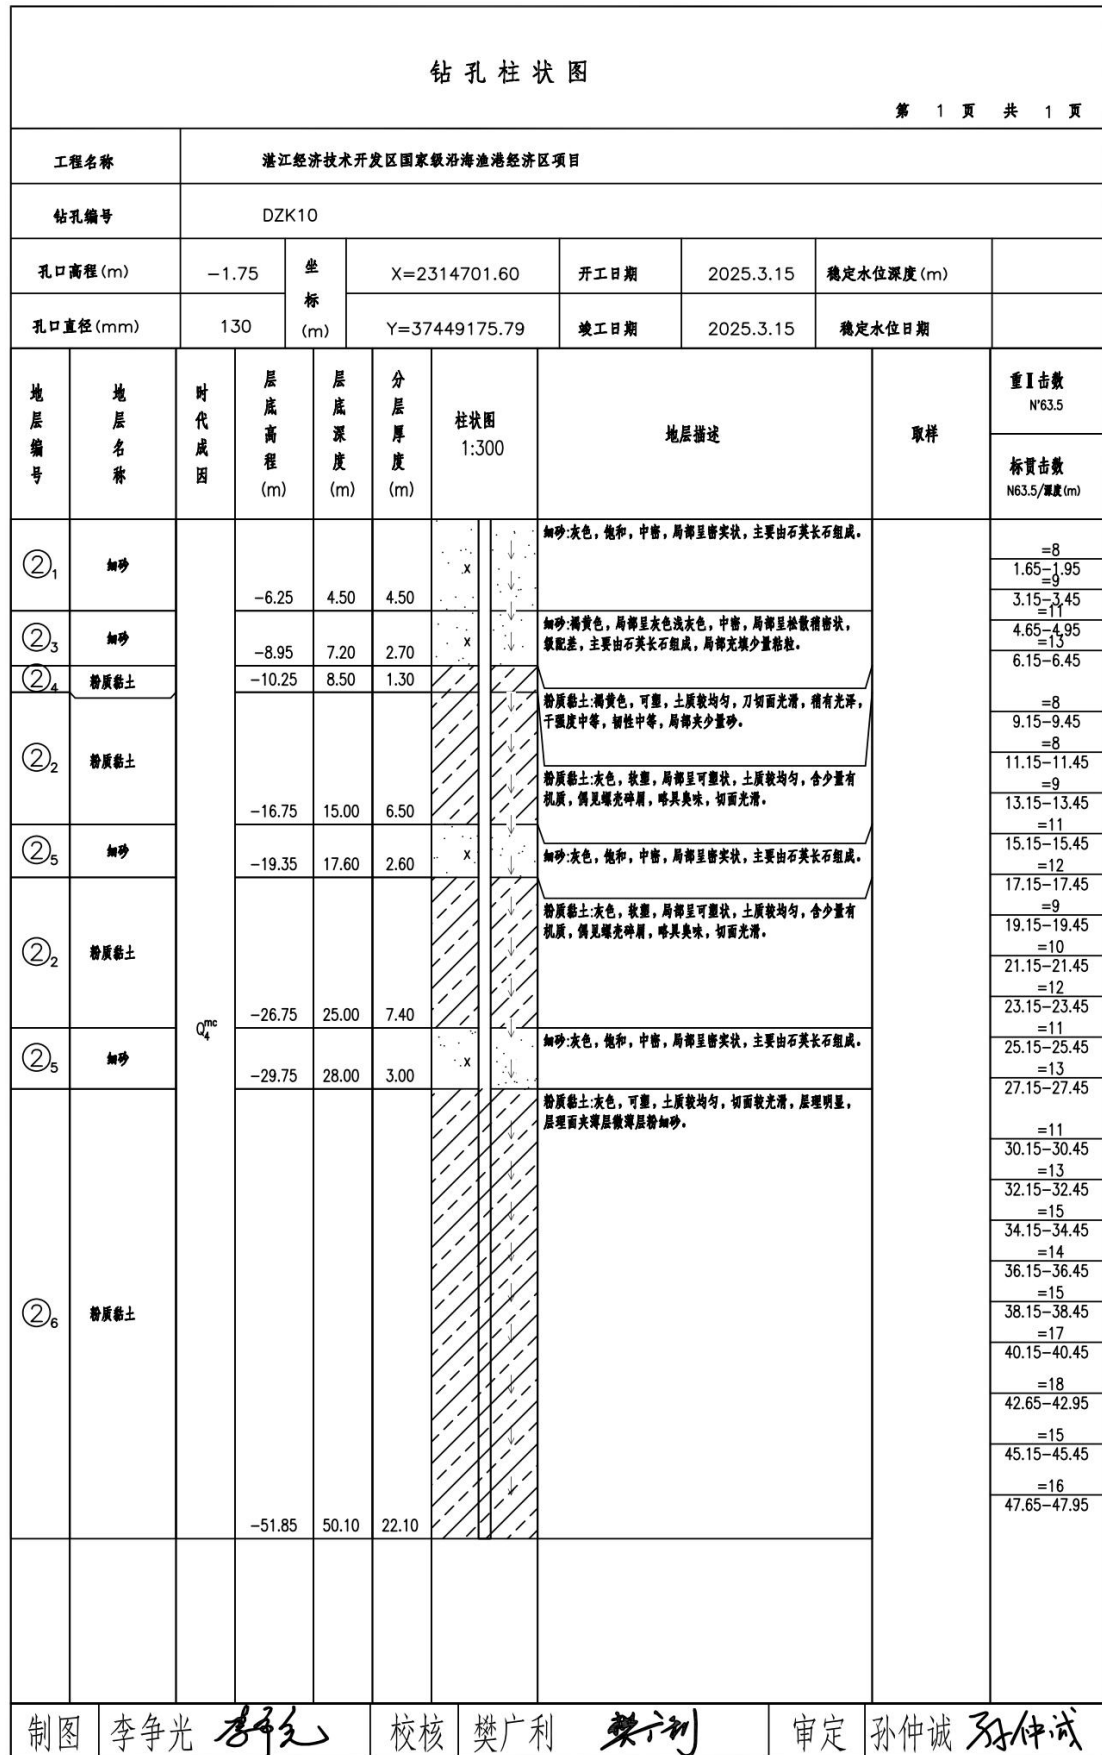 钻孔柱状图
第 1 页 共 1 页
工程名称 湛江经济技术开发区国家级沿海渔港经济区项目
钻孔编号 DZK10
孔口高程(m) -1.75 坐标(m) X=2314701.60 开工日期 2025.3.15 稳定水位深度(m)
孔口直径(mm) 130 Y=37449175.79 竣工日期 2025.3.15 稳定水位日期
地层编号 地层名称 时代成因 层底高程(m) 层底深度(m) 分层厚度(m) 柱状图 1:300 地层描述 取样 重Ⅱ击数 N'63.5
标贯击数 N63.5/深度(m)
②1 细砂 -6.25 4.50 4.50 x
细砂:灰色，饱和，中密，局部呈密实状，主要由石英长石组成。
②3 细砂 -8.95 7.20 2.70 x
细砂:褐黄色，局部呈灰色浅灰色，中密，局部呈松散稍密状，
级配差，主要由石英长石组成，局部充填少量粘粒。
②4 粉质黏土 -10.25 8.50 1.30
粉质黏土:褐黄色，可塑，土质较均匀，刀切面光滑，稍有光泽，
干强度中等，韧性中等，局部夹少量砂。
②2 粉质黏土 -16.75 15.00 6.50
粉质黏土:灰色，软塑，局部呈可塑状，土质较均匀，含少量有
机质，偶见螺壳碎屑，略具臭味，切面光滑。
②5 细砂 -19.35 17.60 2.60 x
细砂:灰色，饱和，中密，局部呈密实状，主要由石英长石组成。
②2 粉质黏土 -26.75 25.00 7.40
粉质黏土:灰色，软塑，局部呈可塑状，土质较均匀，含少量有
机质，偶见螺壳碎屑，略具臭味，切面光滑。
Q4mc
②5 细砂 -29.75 28.00 3.00 x
细砂:灰色，饱和，中密，局部呈密实状，主要由石英长石组成。
②6 粉质黏土 -51.85 50.10 22.10
粉质黏土:灰色，可塑，土质较均匀，切面较光滑，层理明显，
层理面夹薄层微薄层粉细砂。
=8
1.65-1.95
=9
3.15-3.45
=11
4.65-4.95
=13
6.15-6.45
=8
9.15-9.45
=8
11.15-11.45
=9
13.15-13.45
=11
15.15-15.45
=12
17.15-17.45
=9
19.15-19.45
=10
21.15-21.45
=12
23.15-23.45
=11
25.15-25.45
=13
27.15-27.45
=11
30.15-30.45
=13
32.15-32.45
=15
34.15-34.45
=14
36.15-36.45
=15
38.15-38.45
=17
40.15-40.45
=18
42.65-42.95
=15
45.15-45.45
=16
47.65-47.95
制图 李争光 李争光 校核 樊广利 樊广利 审定 孙仲诚 孙仲诚